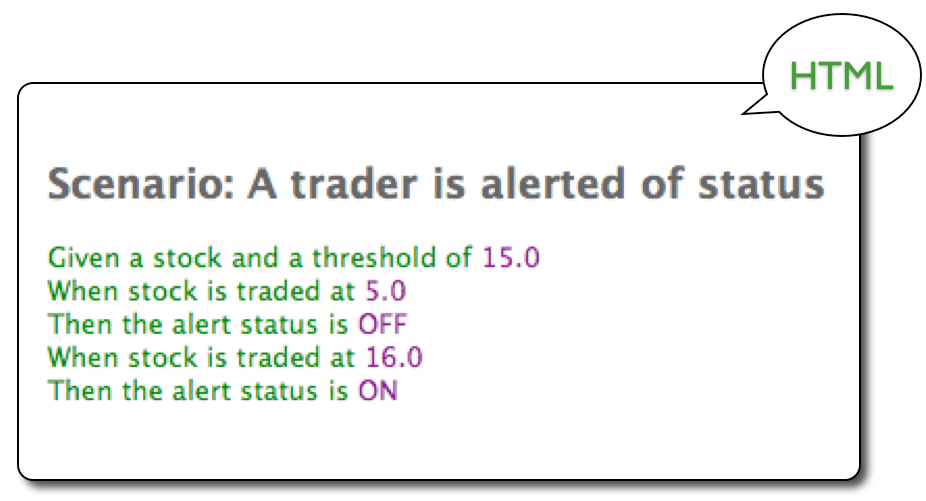 HTML
Scenario: A trader is alerted of status
Given a stock and a threshold of 15.0
When stock is traded at 5.0
Then the alert status is OFF
When stock is traded at 16.0
Then the alert status is ON